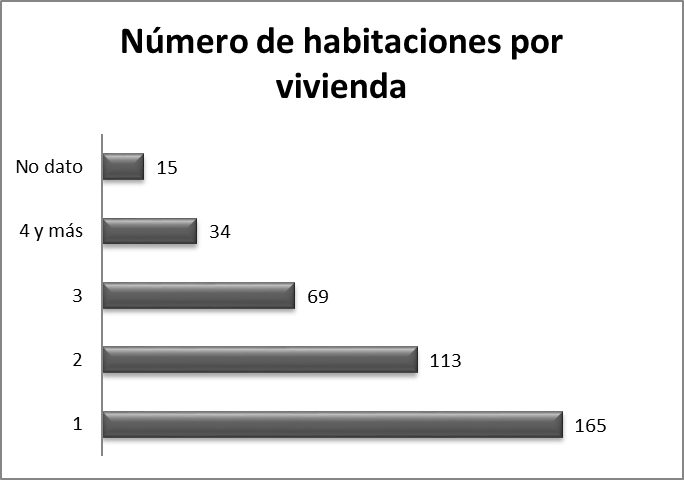 Número de habitaciones por
vivienda
No dato 15
4 y más 34
3 69
2 113
1 165